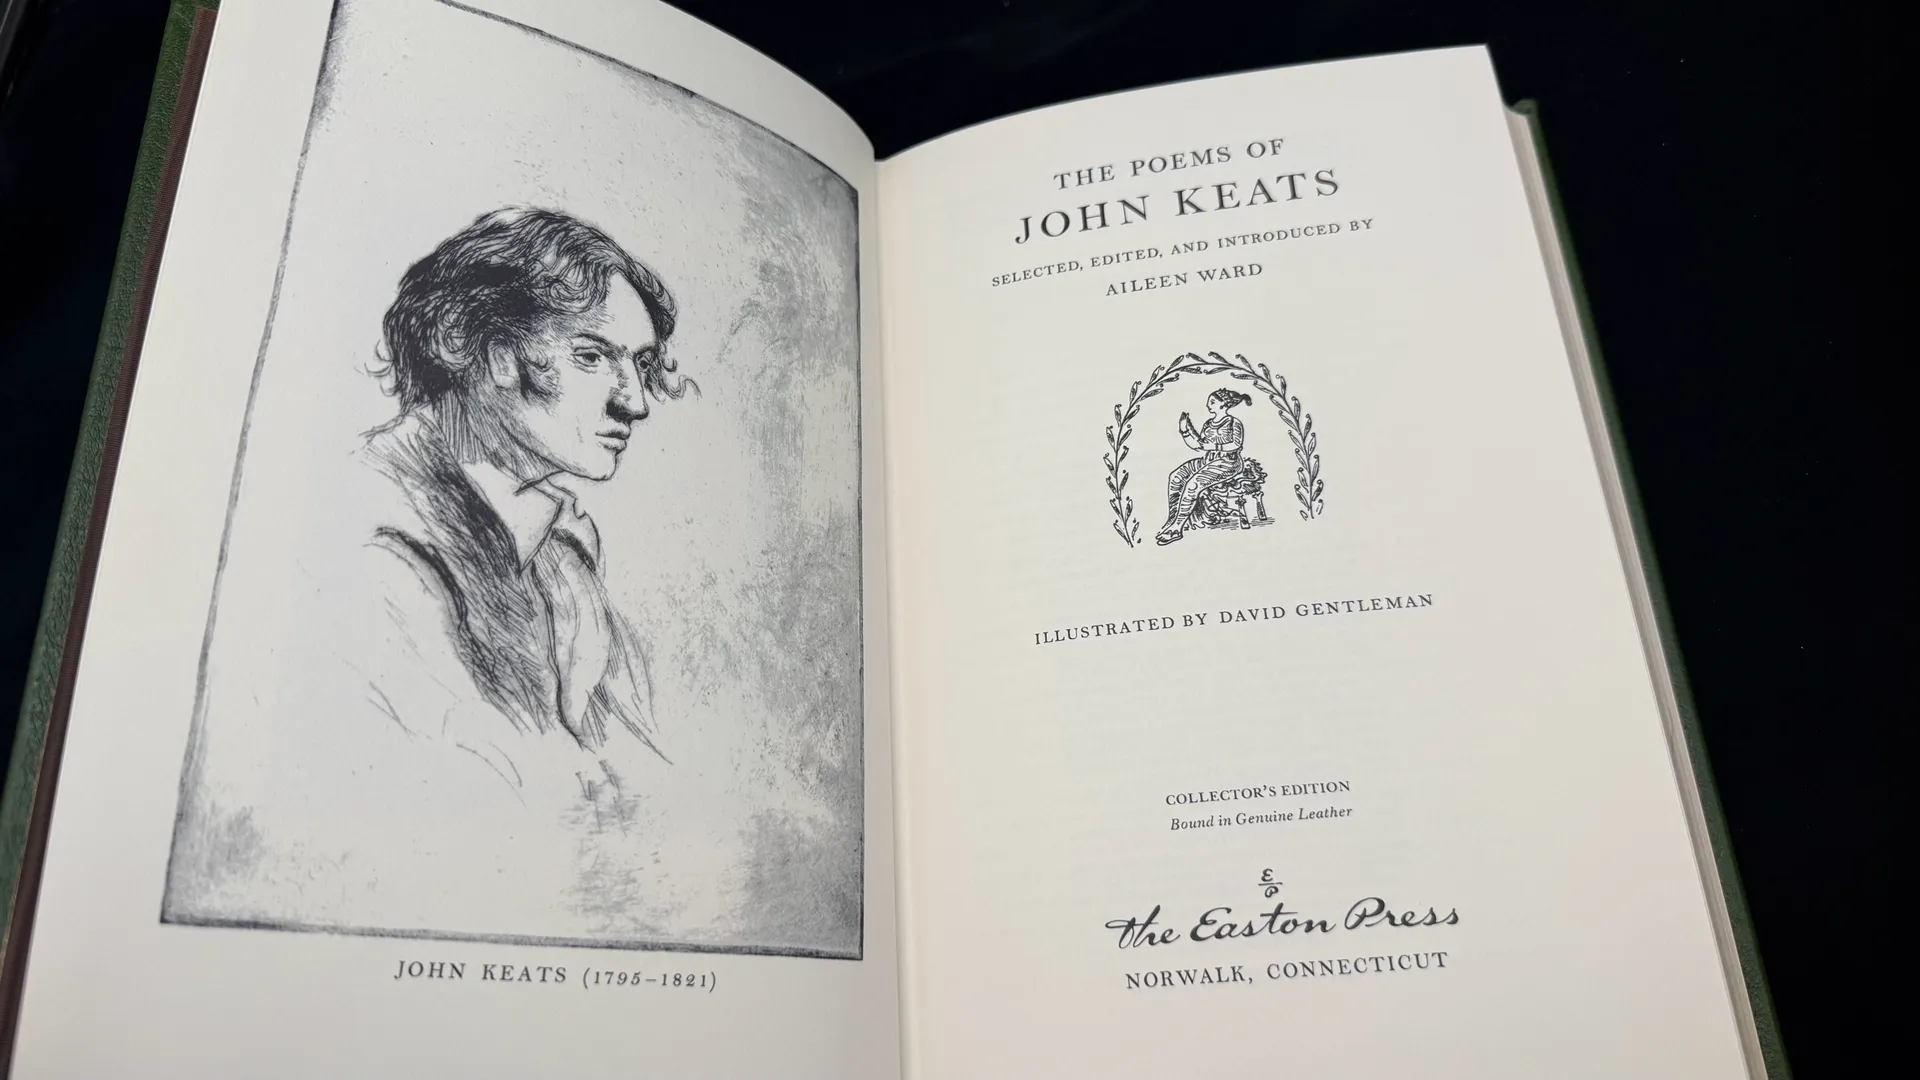 JOHN KEATS (1795–1821)
THE POEMS OF
JOHN KEATS
SELECTED, EDITED, AND INTRODUCED BY
AILEEN WARD
ILLUSTRATED BY DAVID GENTLEMAN
COLLECTOR'S EDITION
Bound in Genuine Leather
E
P
The Easton Press
NORWALK, CONNECTICUT